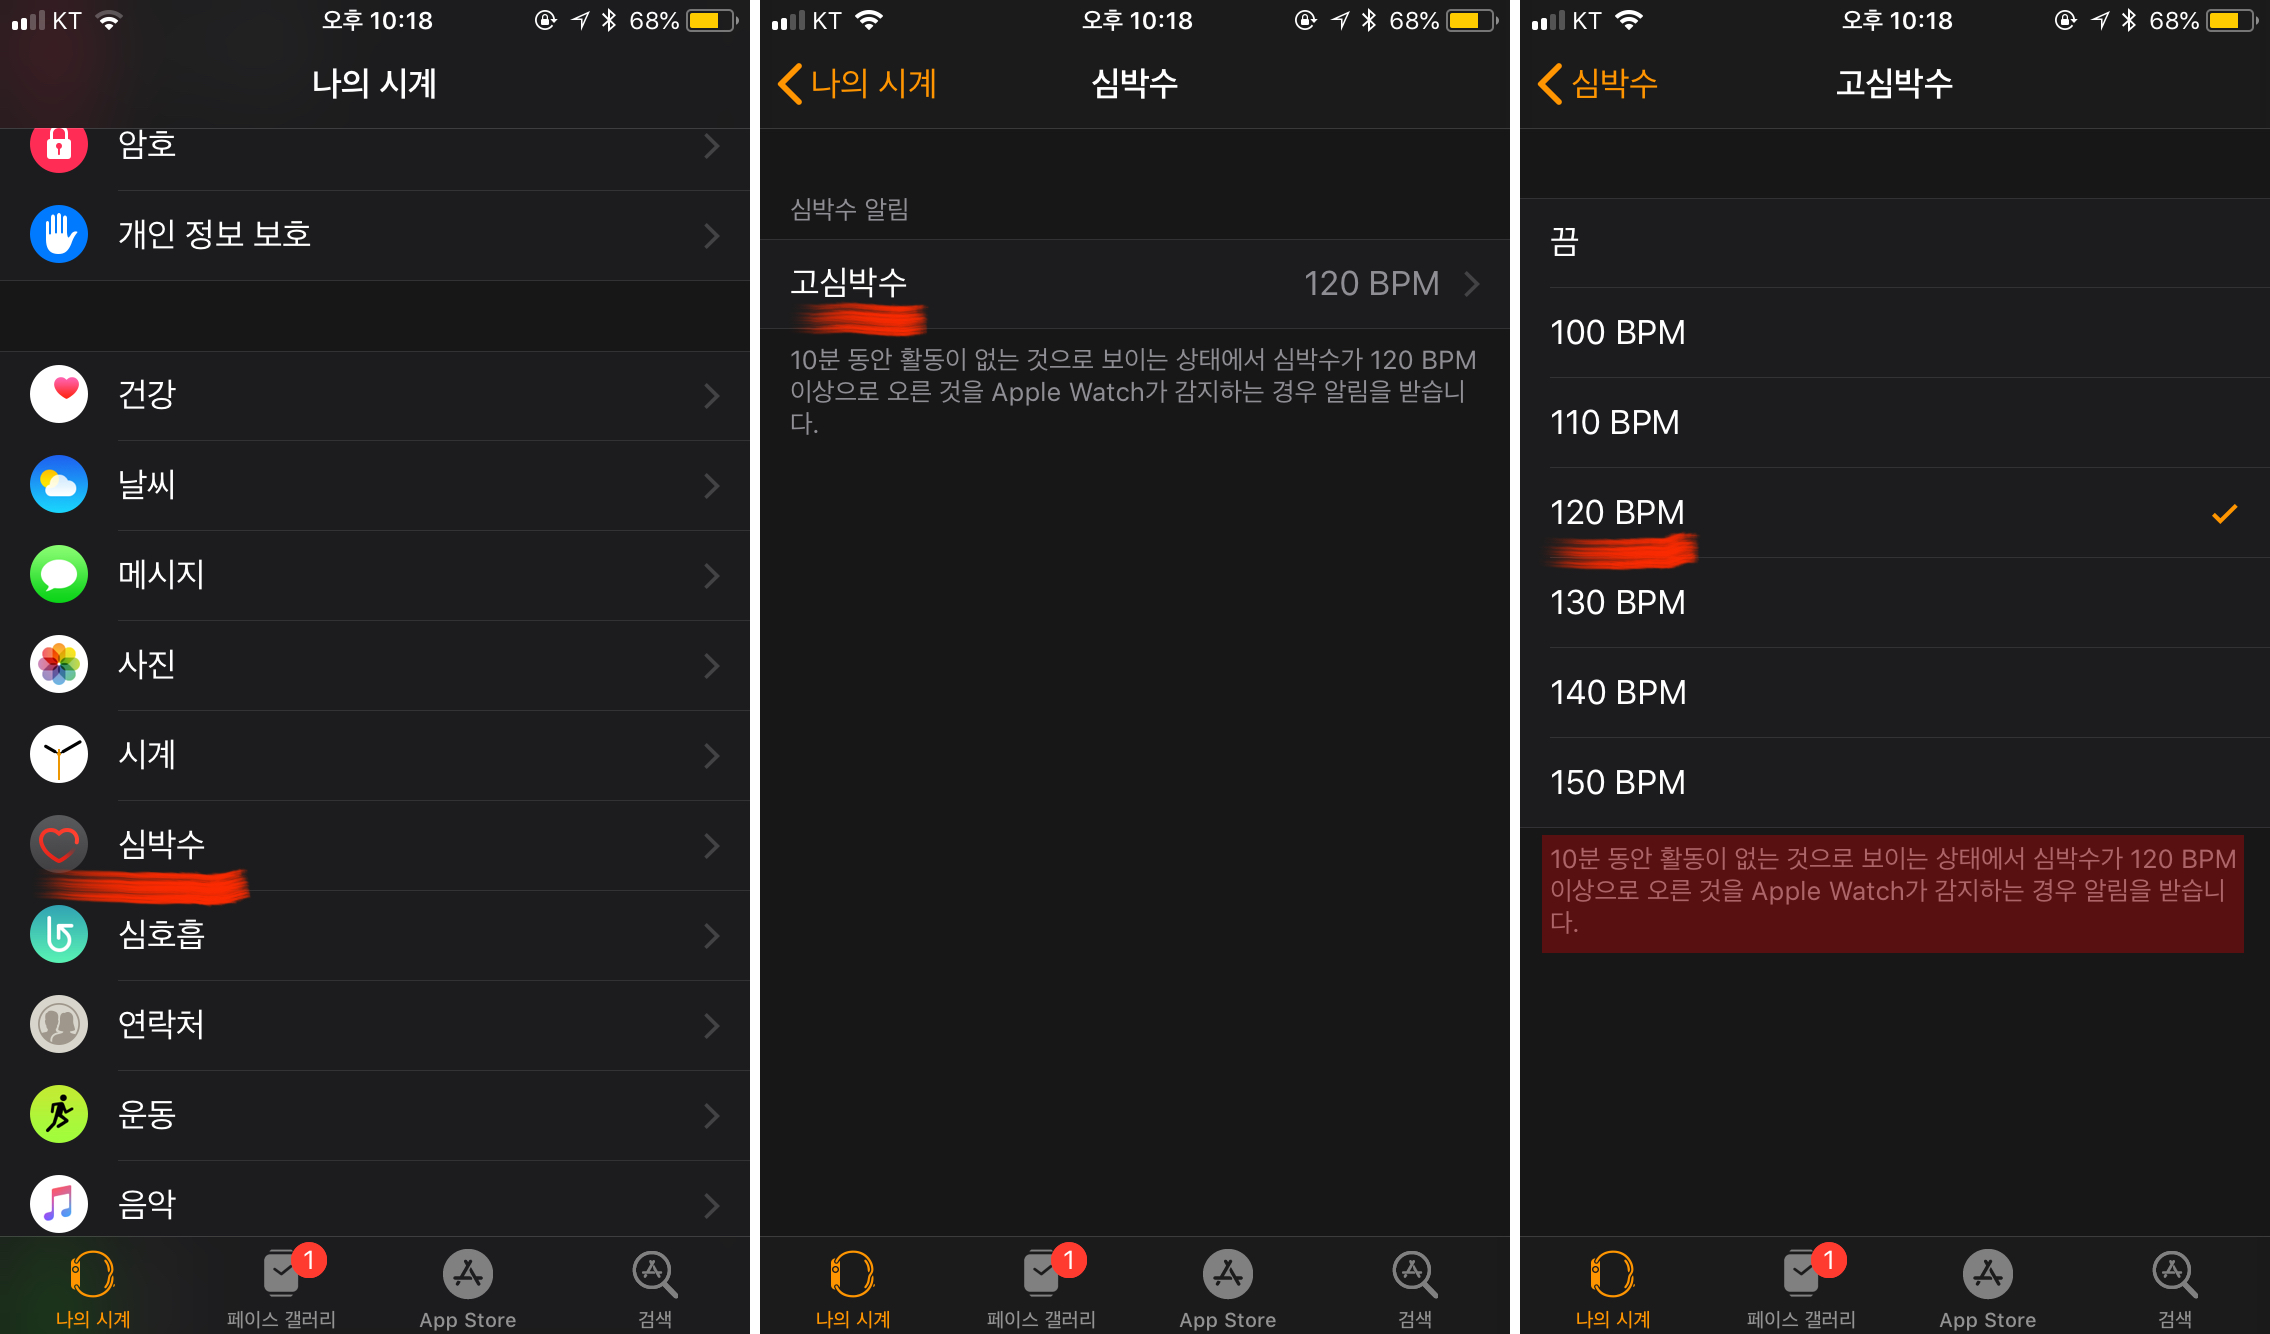 KT 오후 10:18 68%
나의 시계
암호
개인 정보 보호
건강
날씨
메시지
사진
시계
심박수
심호흡
연락처
운동
음악
나의 시계 페이스 갤러리 1 App Store 검색
KT 오후 10:18 68%
나의 시계 심박수
심박수 알림
고심박수 120 BPM
10분 동안 활동이 없는 것으로 보이는 상태에서 심박수가 120 BPM
이상으로 오른 것을 Apple Watch가 감지하는 경우 알림을 받습니
다.
나의 시계 페이스 갤러리 1 App Store 검색
KT 오후 10:18 68%
심박수 고심박수
끔
100 BPM
110 BPM
120 BPM
130 BPM
140 BPM
150 BPM
10분 동안 활동이 없는 것으로 보이는 상태에서 심박수가 120 BPM
이상으로 오른 것을 Apple Watch가 감지하는 경우 알림을 받습니
다.
나의 시계 페이스 갤러리 1 App Store 검색